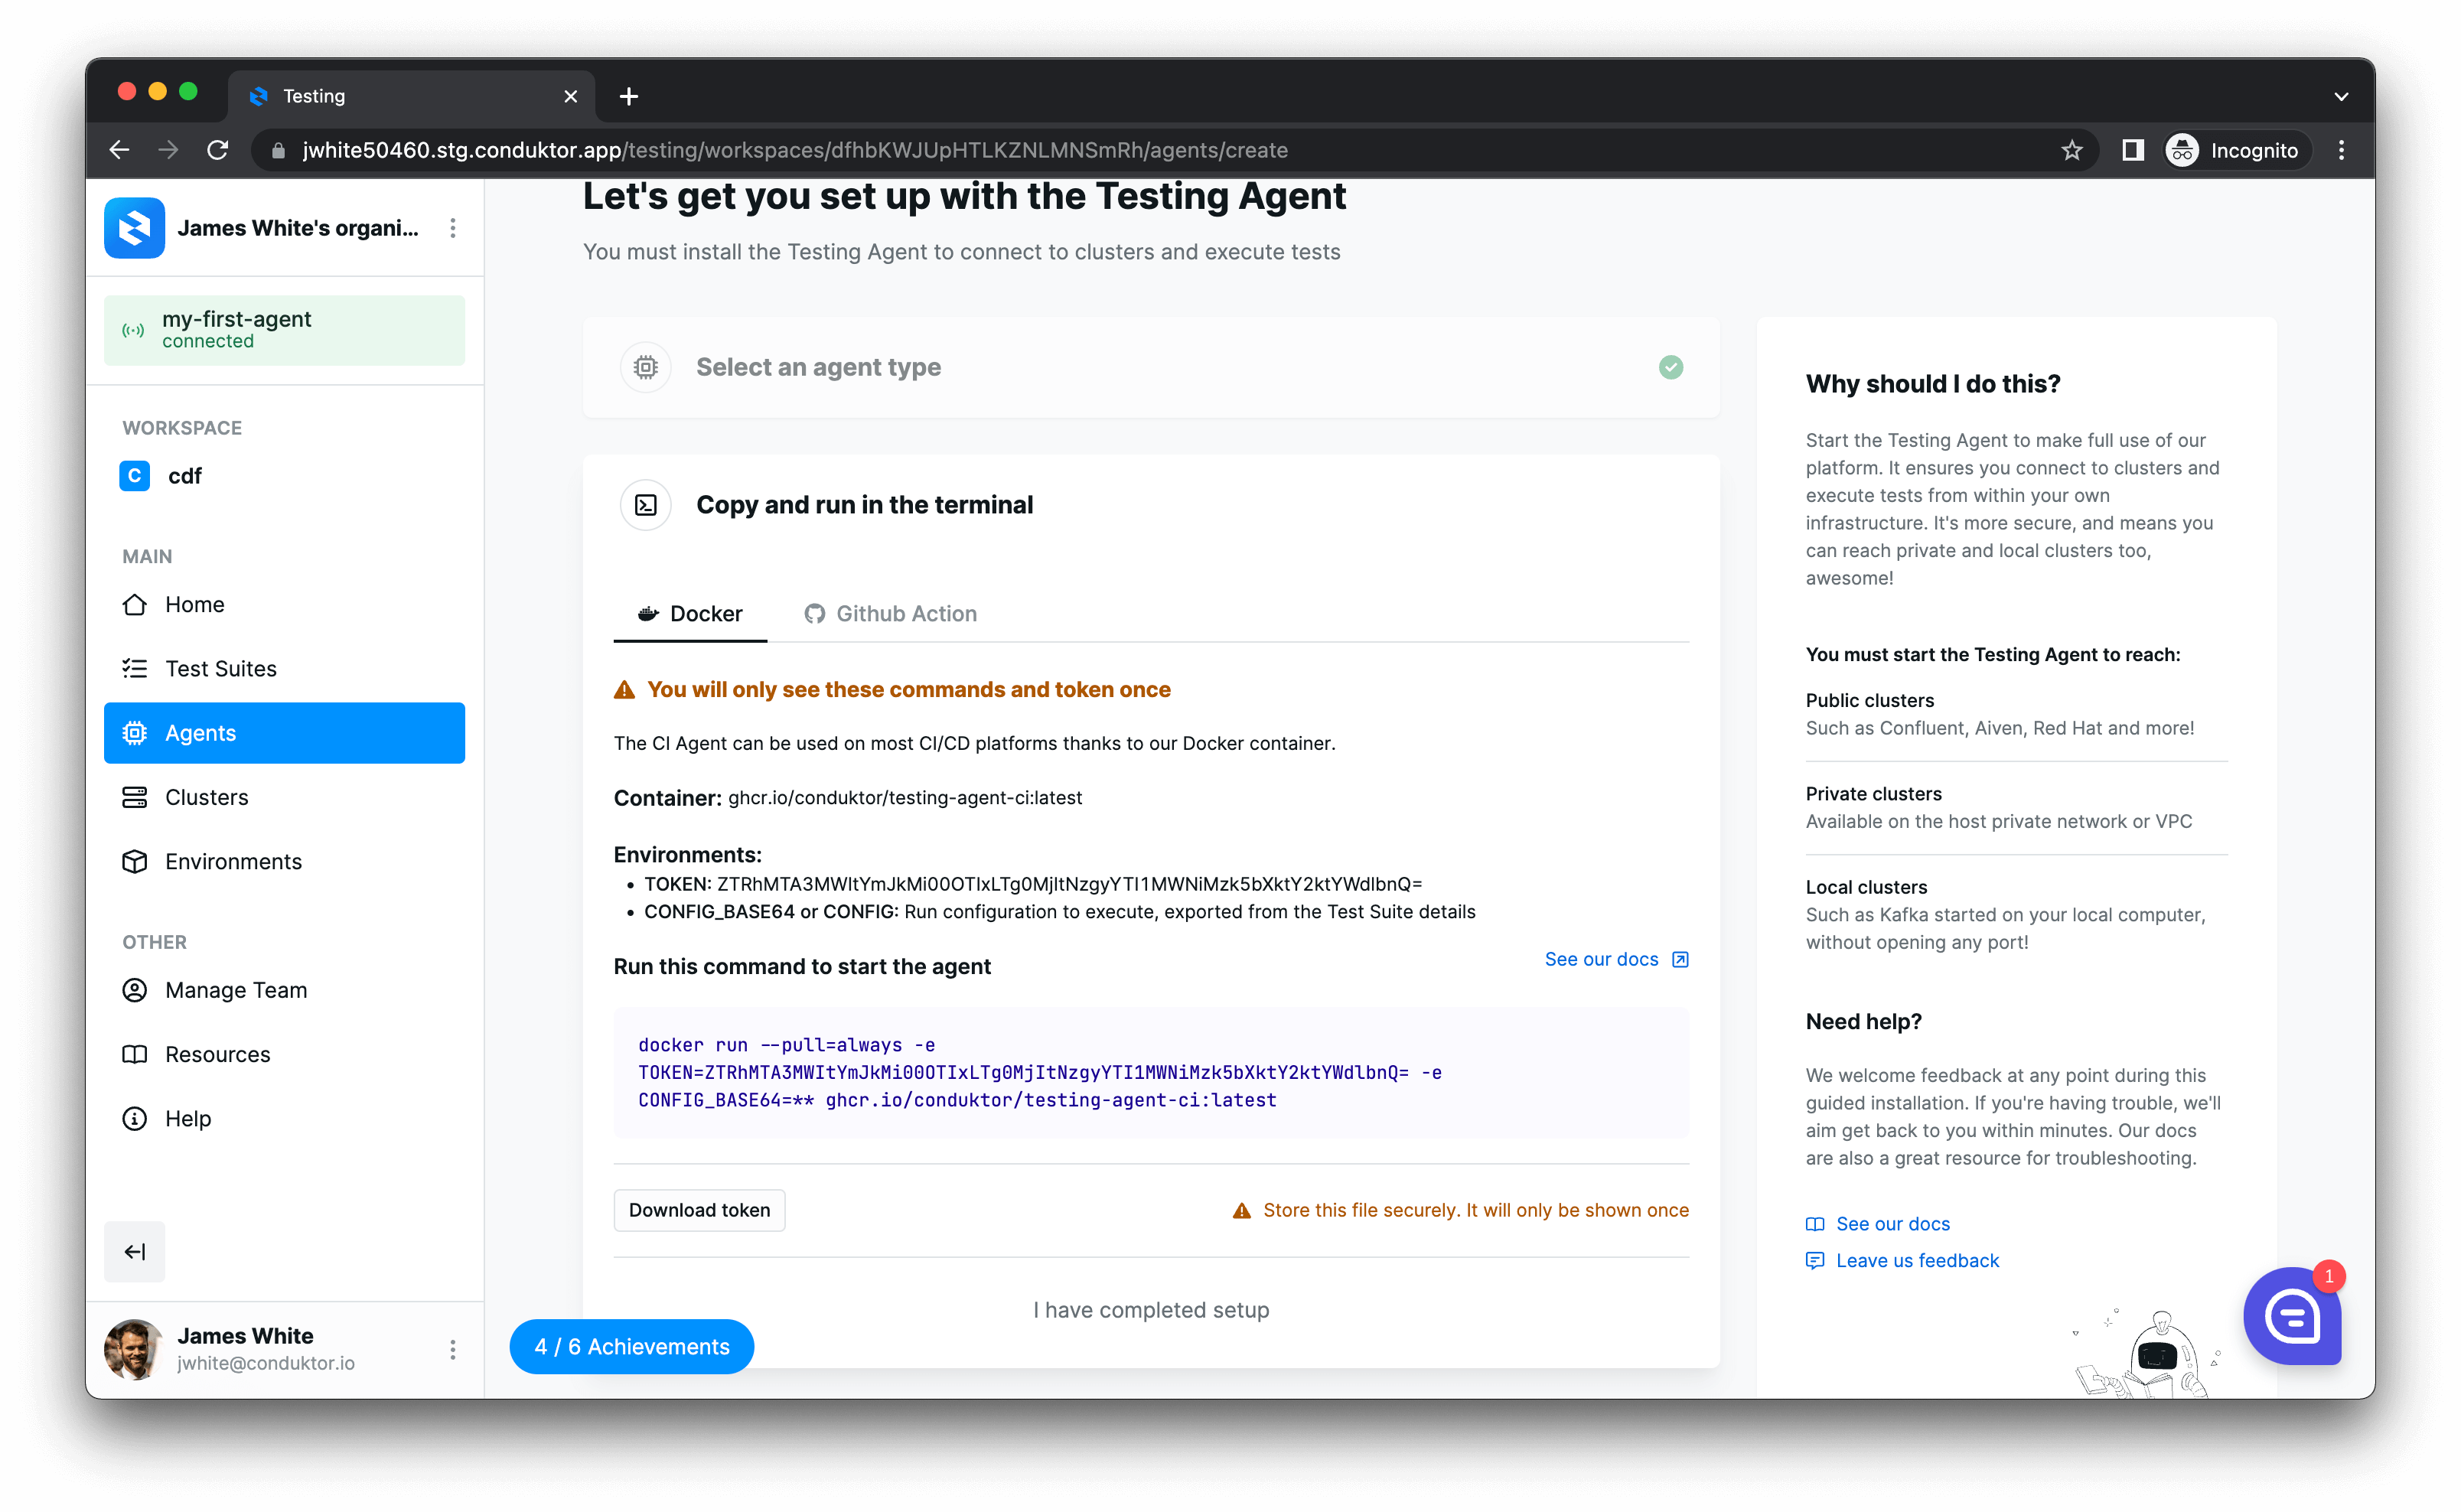 Testing
jwhite50460.stg.conduktor.app/testing/workspaces/dfhbKWJUpHTLKZNLMNSmRh/agents/create
Incognito
James White's organi...
my-first-agent
connected
WORKSPACE
C cdf
MAIN
Home
Test Suites
Agents
Clusters
Environments
OTHER
Manage Team
Resources
Help
James White
jwhite@conduktor.io
Let's get you set up with the Testing Agent
You must install the Testing Agent to connect to clusters and execute tests
Select an agent type
Copy and run in the terminal
Docker
Github Action
You will only see these commands and token once
The CI Agent can be used on most CI/CD platforms thanks to our Docker container.
Container: ghcr.io/conduktor/testing-agent-ci:latest
Environments:
• TOKEN: ZTRhMTA3MWItYmJkMi00OTIxLTg0MjItNzgyYTI1MWNiMzk5bXktY2ktYWdlbnQ=
• CONFIG_BASE64 or CONFIG: Run configuration to execute, exported from the Test Suite details
Run this command to start the agent
See our docs
docker run --pull=always -e
TOKEN=ZTRhMTA3MWItYmJkMi00OTIxLTg0MjItNzgyYTI1MWNiMzk5bXktY2ktYWdlbnQ= -e
CONFIG_BASE64=** ghcr.io/conduktor/testing-agent-ci:latest
Download token
Store this file securely. It will only be shown once
I have completed setup
4 / 6 Achievements
Why should I do this?
Start the Testing Agent to make full use of our
platform. It ensures you connect to clusters and
execute tests from within your own
infrastructure. It's more secure, and means you
can reach private and local clusters too,
awesome!
You must start the Testing Agent to reach:
Public clusters
Such as Confluent, Aiven, Red Hat and more!
Private clusters
Available on the host private network or VPC
Local clusters
Such as Kafka started on your local computer,
without opening any port!
Need help?
We welcome feedback at any point during this
guided installation. If you're having trouble, we'll
aim get back to you within minutes. Our docs
are also a great resource for troubleshooting.
See our docs
Leave us feedback
1